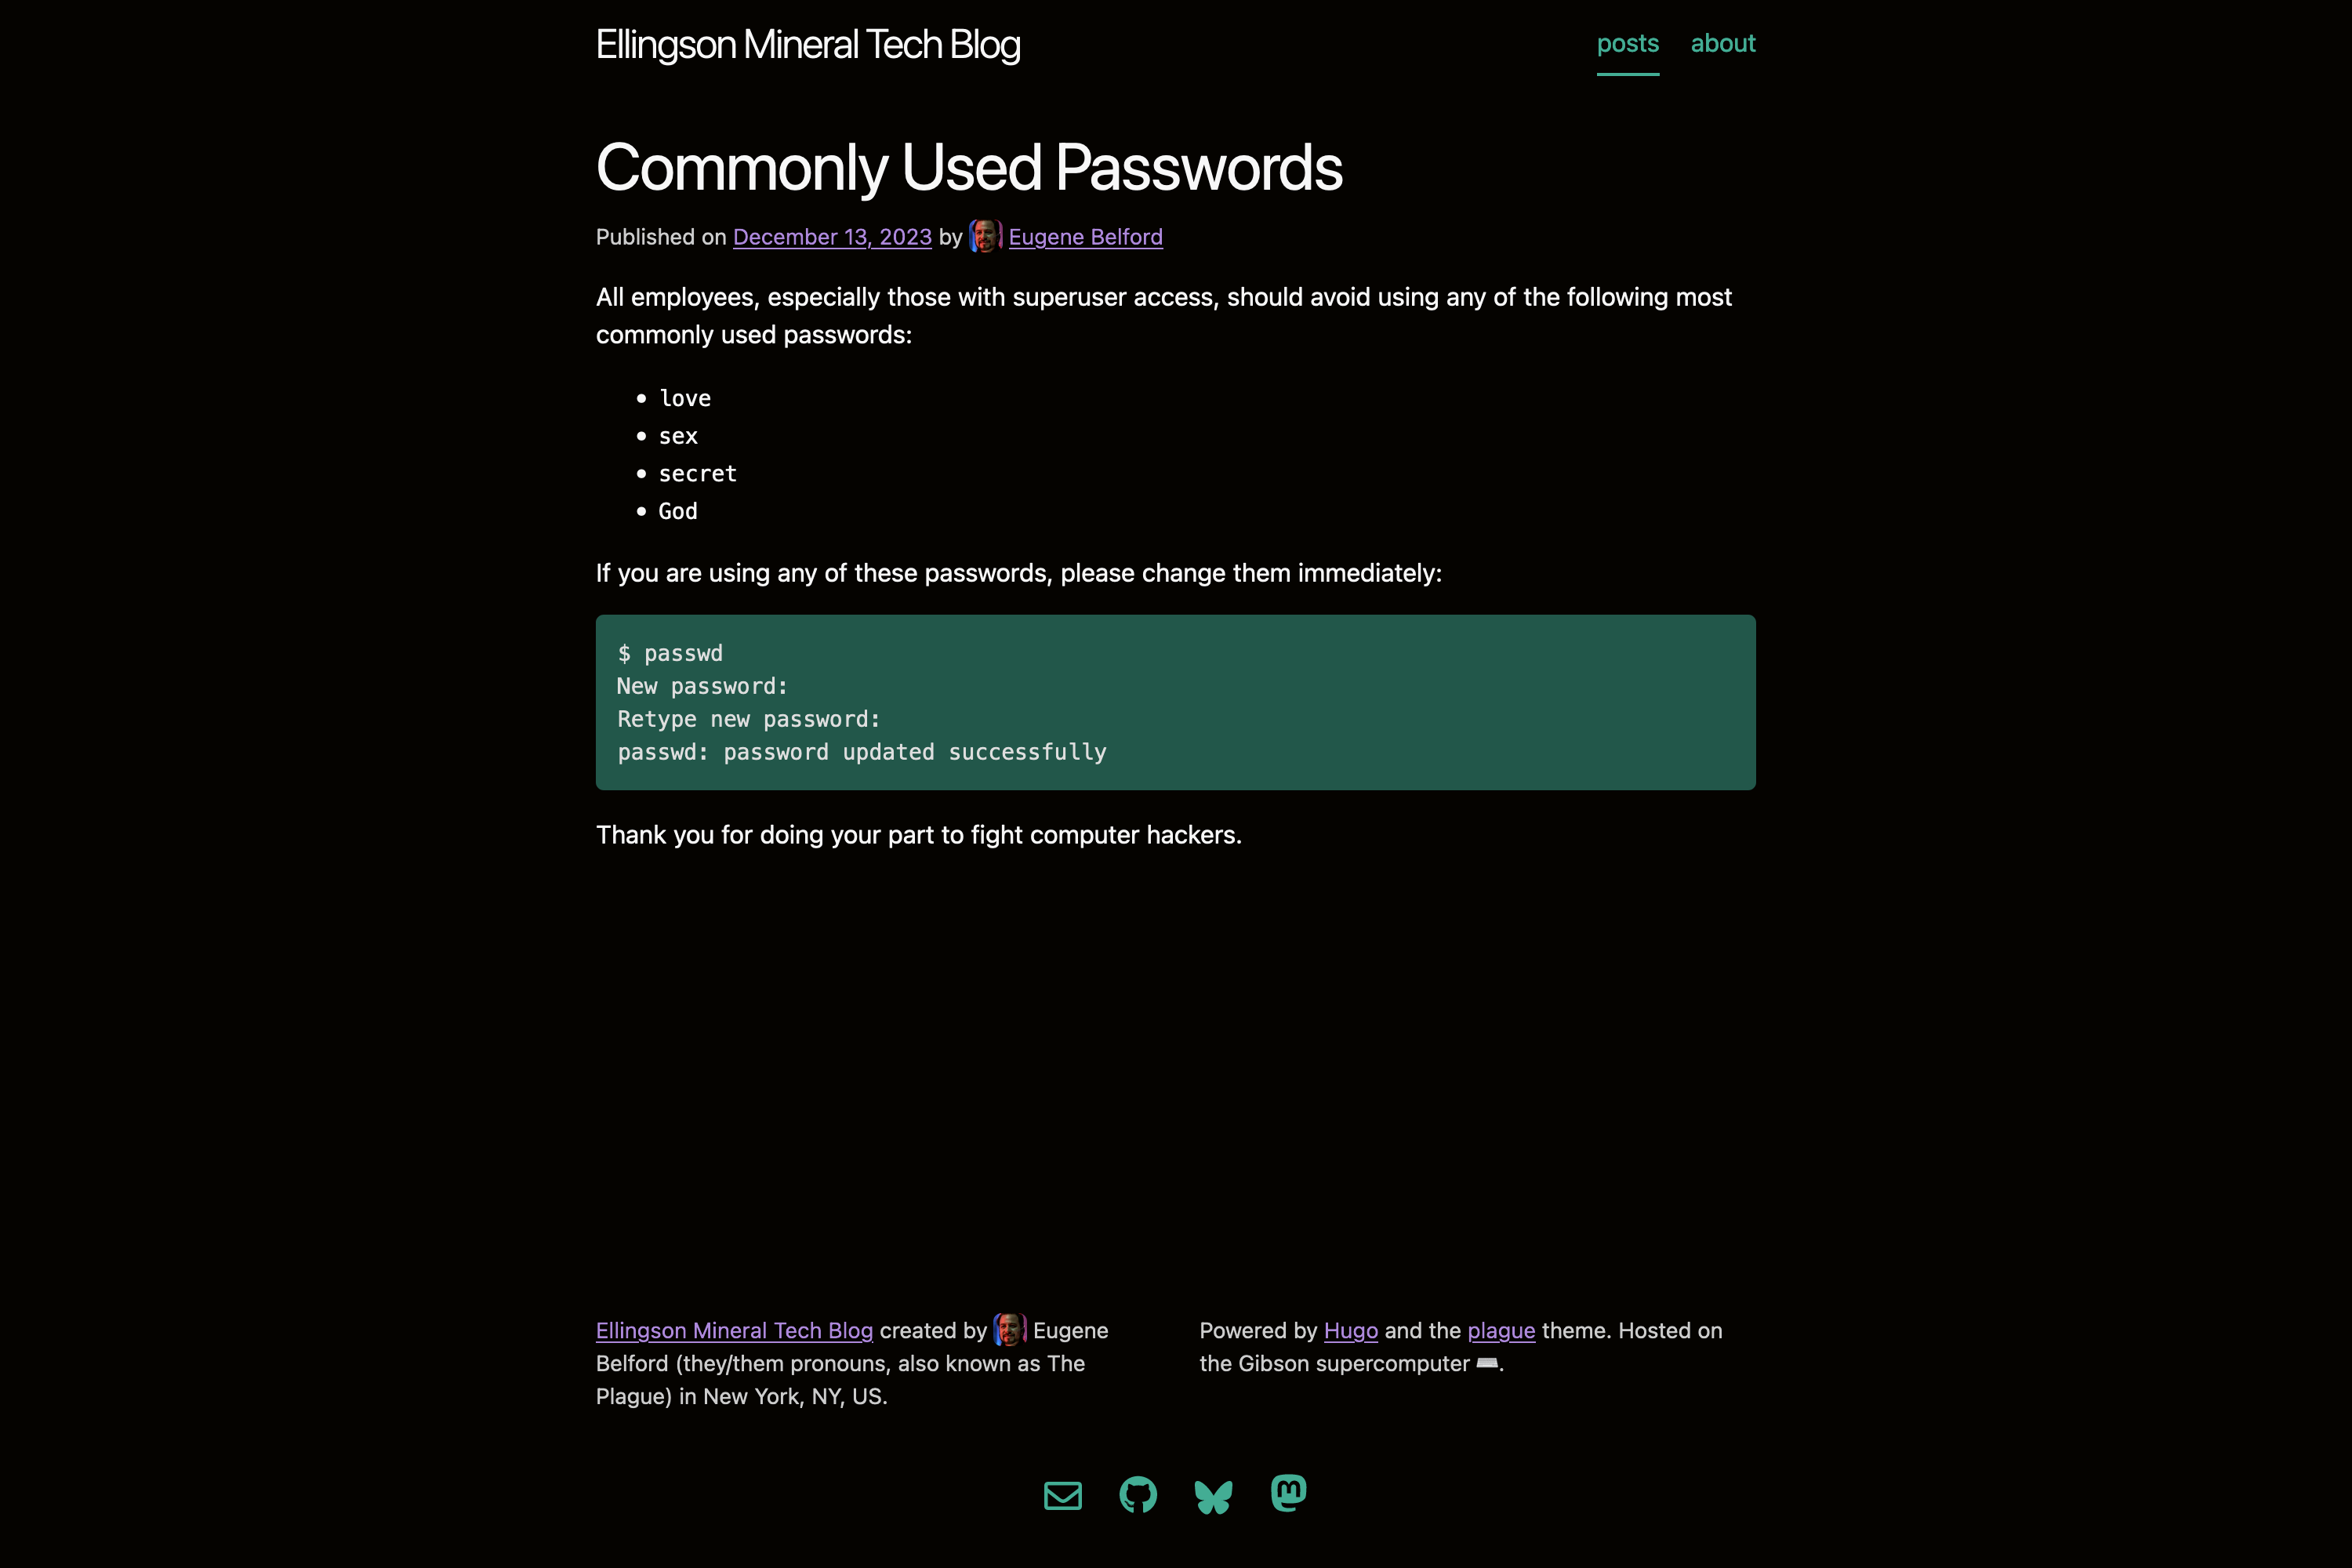 Ellingson Mineral Tech Blog
posts about
Commonly Used Passwords
Published on December 13, 2023 by Eugene Belford
All employees, especially those with superuser access, should avoid using any of the following most
commonly used passwords:
• love
• sex
• secret
• God
If you are using any of these passwords, please change them immediately:
$ passwd
New password:
Retype new password:
passwd: password updated successfully
Thank you for doing your part to fight computer hackers.
Ellingson Mineral Tech Blog created by Eugene
Belford (they/them pronouns, also known as The
Plague) in New York, NY, US.
Powered by Hugo and the plague theme. Hosted on
the Gibson supercomputer ⌨️.